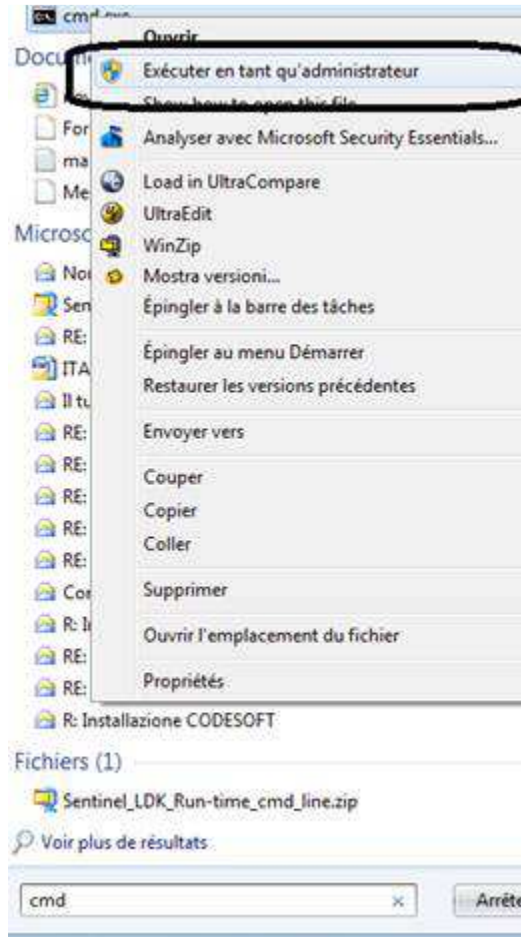 cmd.exe
Ouvrir
Exécuter en tant qu'administrateur
Show how to open this file
Analyser avec Microsoft Security Essentials...
Load in UltraCompare
UltraEdit
WinZip
Mostra versioni...
Épingler à la barre des tâches
Épingler au menu Démarrer
Restaurer les versions précédentes
Envoyer vers
Couper
Copier
Coller
Supprimer
Ouvrir l'emplacement du fichier
Propriétés
Docum
For
ma
Me
Microso
Nor
Sen
RE:
ITA
Il tu
RE:
RE:
RE:
RE:
RE:
Cor
R: I
RE:
RE:
R: Installazione CODESOFT
Fichiers (1)
Sentinel_LDK_Run-time_cmd_line.zip
Voir plus de résultats
cmd
Arrête